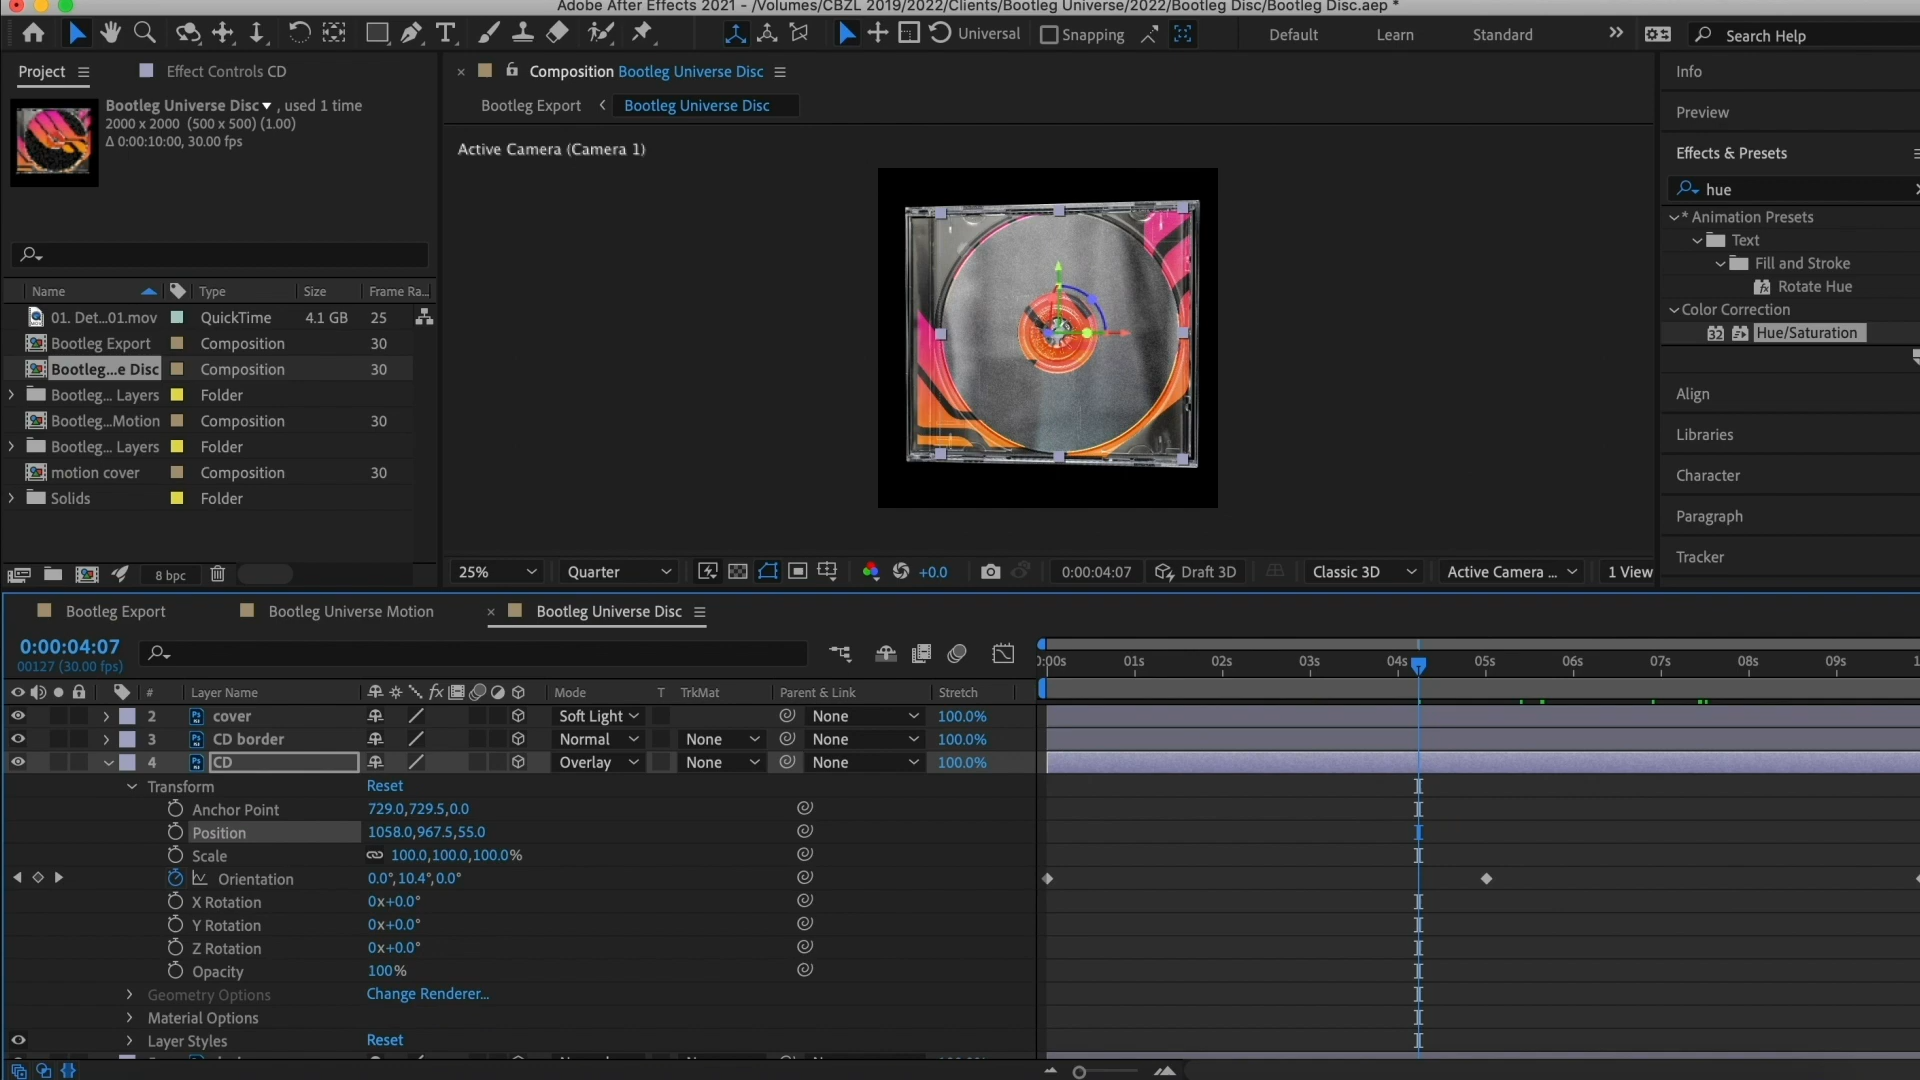 Adobe After Effects 2021 - /Volumes/CBZL 2019/2022/Clients/Bootleg Universe/2022/Bootleg Disc/Bootleg Disc.aep *
Universal
Snapping
Default
Learn
Standard
Search Help
Project
Effect Controls CD
Bootleg Universe Disc , used 1 time
2000 x 2000 (500 x 500) (1.00)
Δ 0:00:10:00, 30.00 fps
Name
Type
Size
Frame Ra...
01. Det...01.mov QuickTime 4.1 GB 25
Bootleg Export Composition 30
Bootleg...e Disc Composition 30
Bootleg... Layers Folder
Bootleg...Motion Composition 30
Bootleg... Layers Folder
motion cover Composition 30
Solids Folder
8 bpc
Composition Bootleg Universe Disc
Bootleg Export
Bootleg Universe Disc
Active Camera (Camera 1)
25%
Quarter
+0.0
0:00:04:07
Draft 3D
Classic 3D
Active Camera ...
1 View
Info
Preview
Effects & Presets
hue
* Animation Presets
Text
Fill and Stroke
Rotate Hue
Color Correction
32
Hue/Saturation
Align
Libraries
Character
Paragraph
Tracker
Bootleg Export
Bootleg Universe Motion
Bootleg Universe Disc
0:00:04:07
00127 (30.00 fps)
# Layer Name
fx
Mode
T TrkMat
Parent & Link
Stretch
0:00s 01s 02s 03s 04s 05s 06s 07s 08s 09s 1
2 Ps cover Soft Light None 100.0%
3 Ps CD border Normal None None 100.0%
4 Ps CD Overlay None None 100.0%
Transform Reset
Anchor Point 729.0,729.5,0.0
Position 1058.0,967.5,55.0
Scale 100.0,100.0,100.0%
Orientation 0.0°,10.4°,0.0°
X Rotation 0x+0.0°
Y Rotation 0x+0.0°
Z Rotation 0x+0.0°
Opacity 100%
Geometry Options Change Renderer...
Material Options
Layer Styles Reset